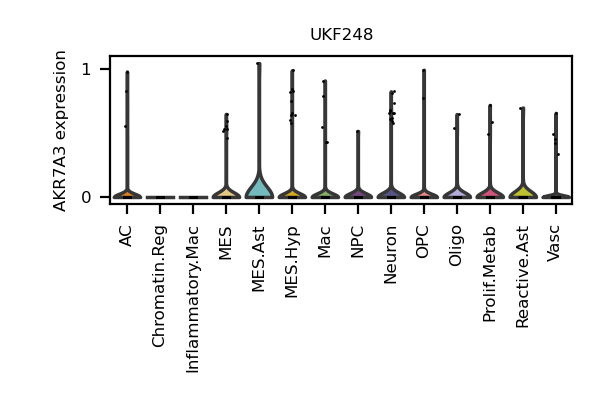 UKF248
AKR7A3 expression
1
0
AC
Chromatin.Reg
Inflammatory.Mac
MES
MES.Ast
MES.Hyp
Mac
NPC
Neuron
OPC
Oligo
Prolif.Metab
Reactive.Ast
Vasc